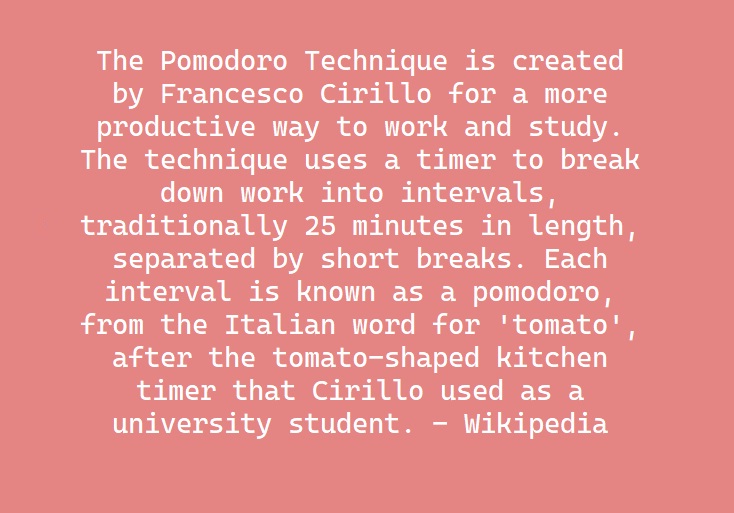 The Pomodoro Technique is created
by Francesco Cirillo for a more
productive way to work and study.
The technique uses a timer to break
down work into intervals,
traditionally 25 minutes in length,
separated by short breaks. Each
interval is known as a pomodoro,
from the Italian word for 'tomato',
after the tomato-shaped kitchen
timer that Cirillo used as a
university student. - Wikipedia